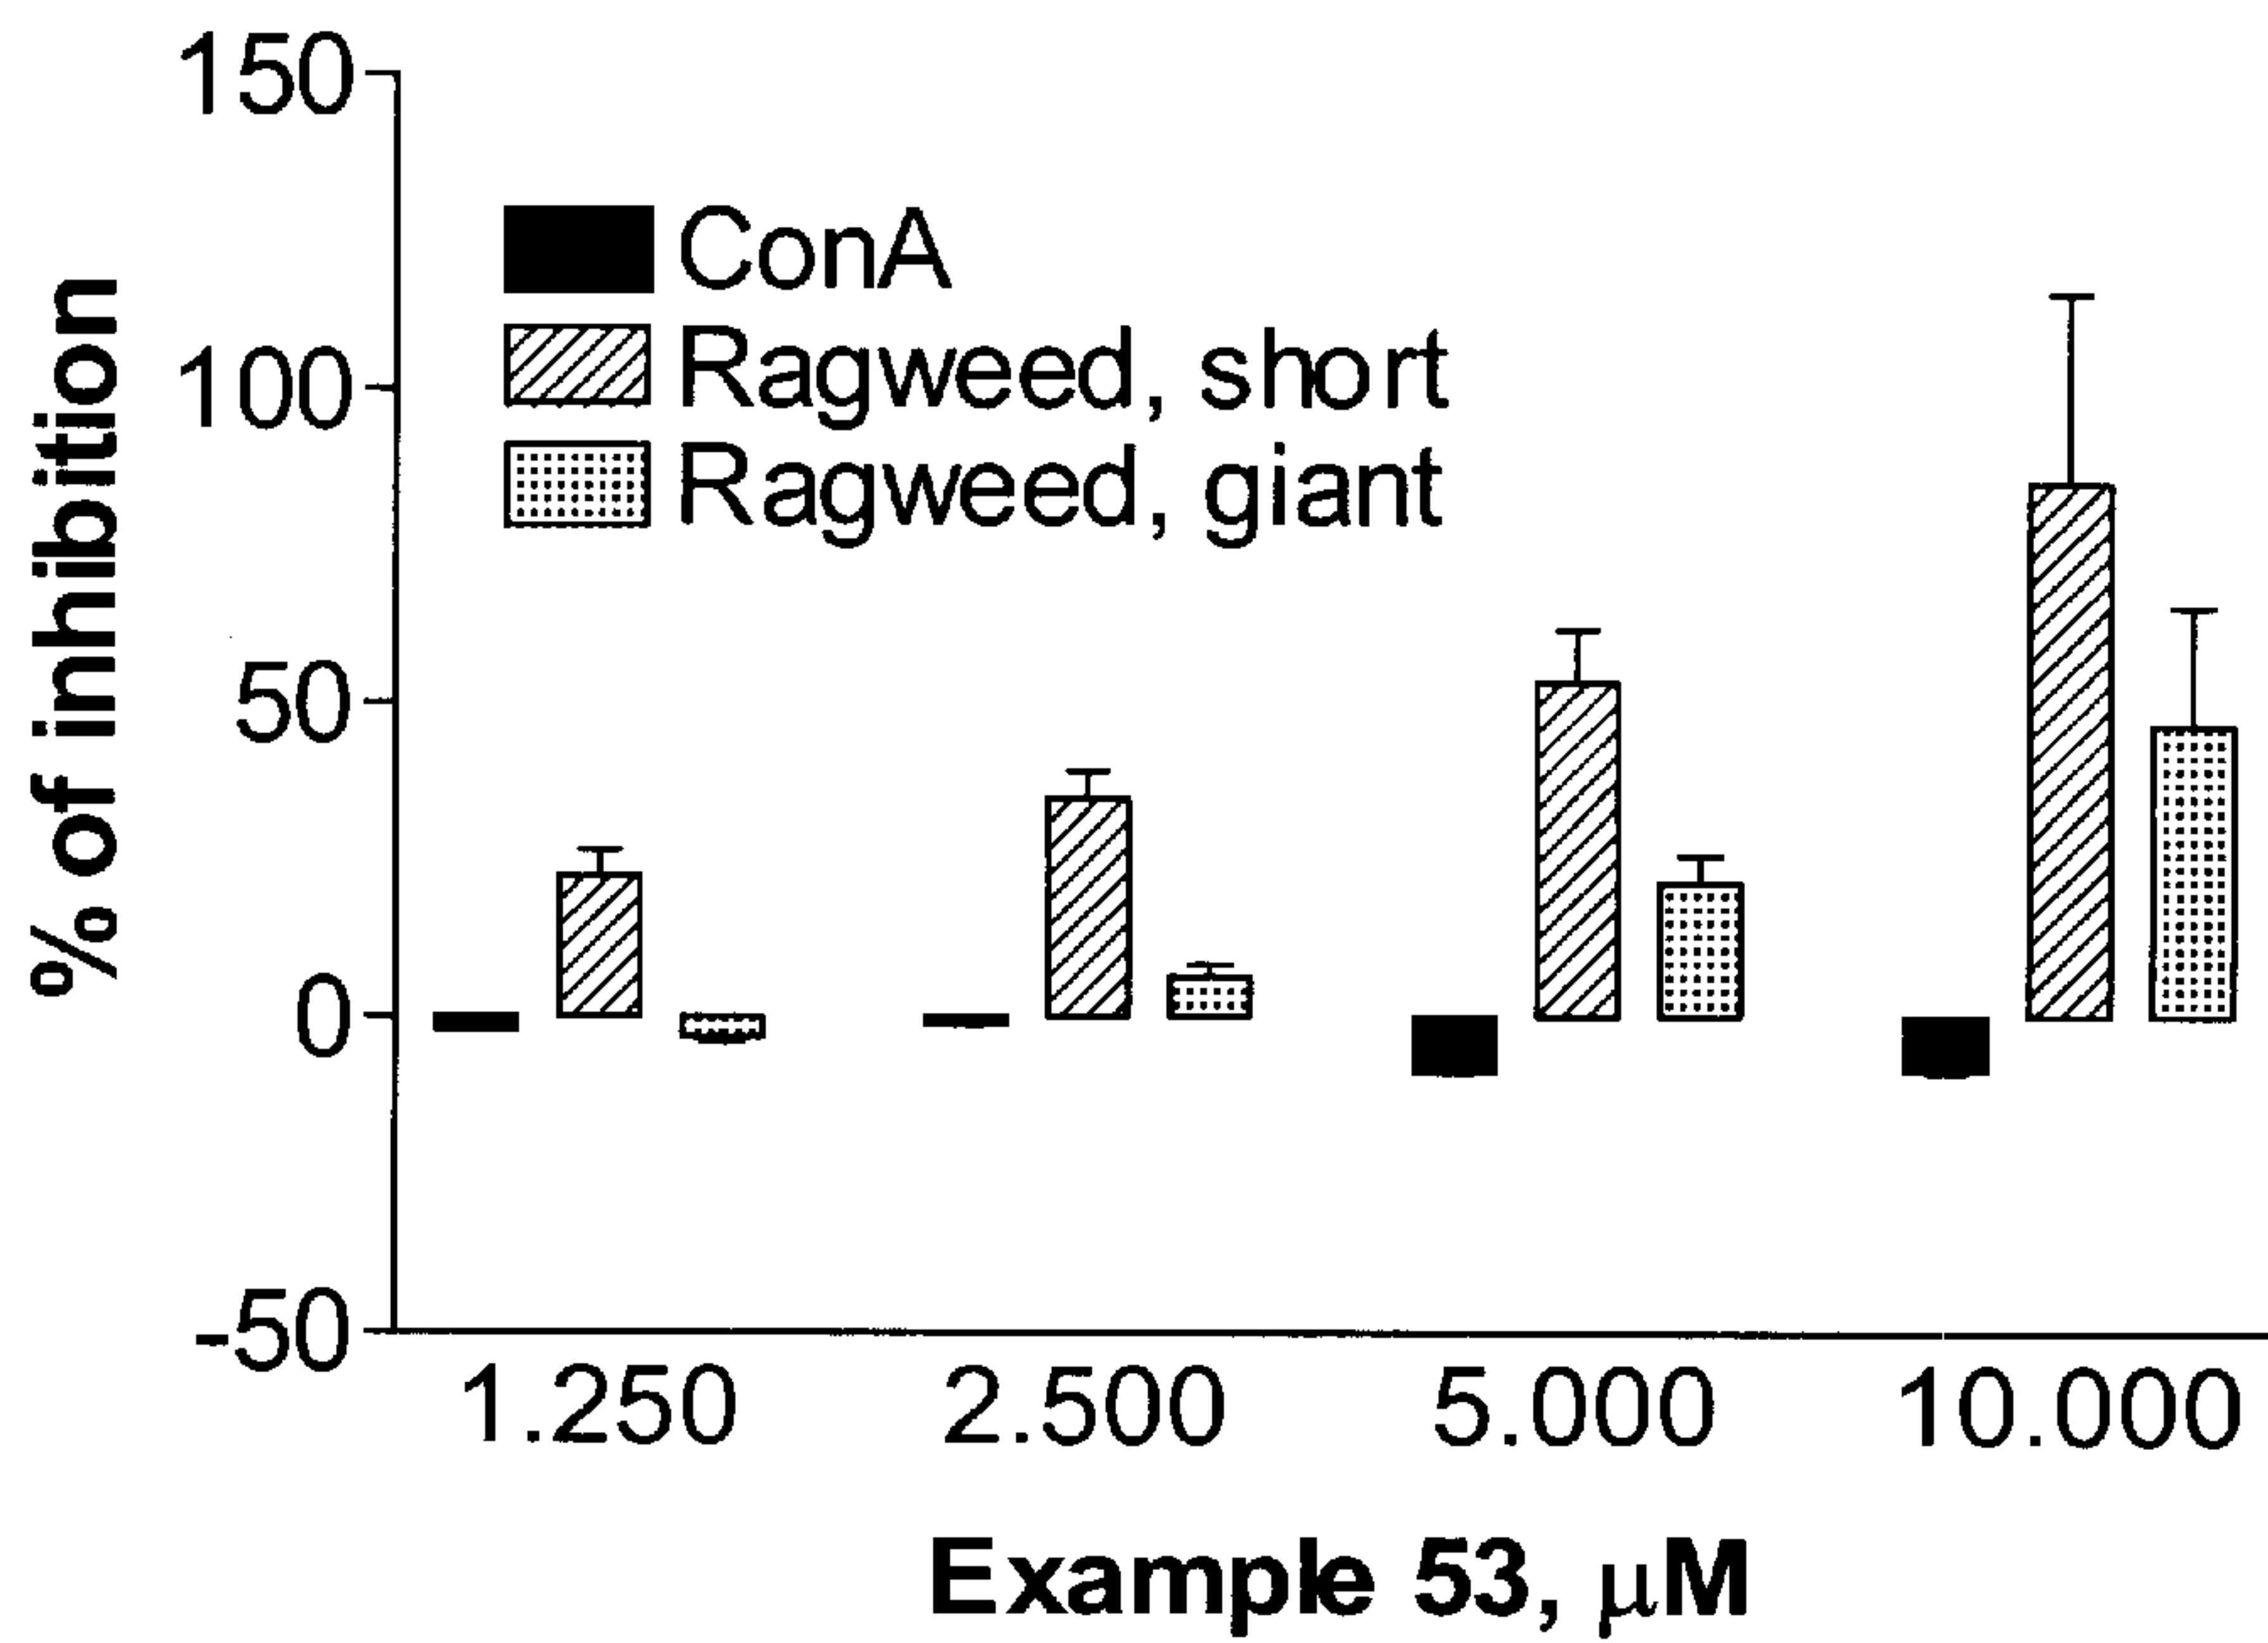 % of inhibition
150
100
50
0
-50
ConA
Ragweed, short
Ragweed, giant
1.250 2.500 5.000 10.000
Example 53, μM